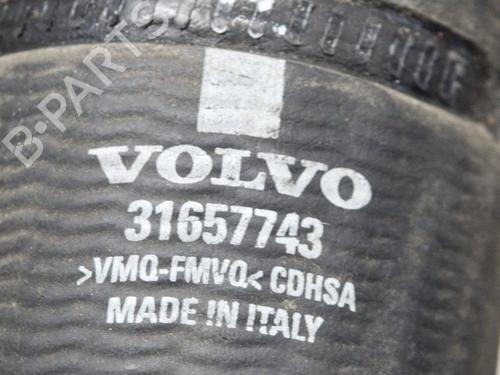 B-PARTS
VOLVO
31657743
>VMQ-FMVQ< CDHSA
MADE IN ITALY